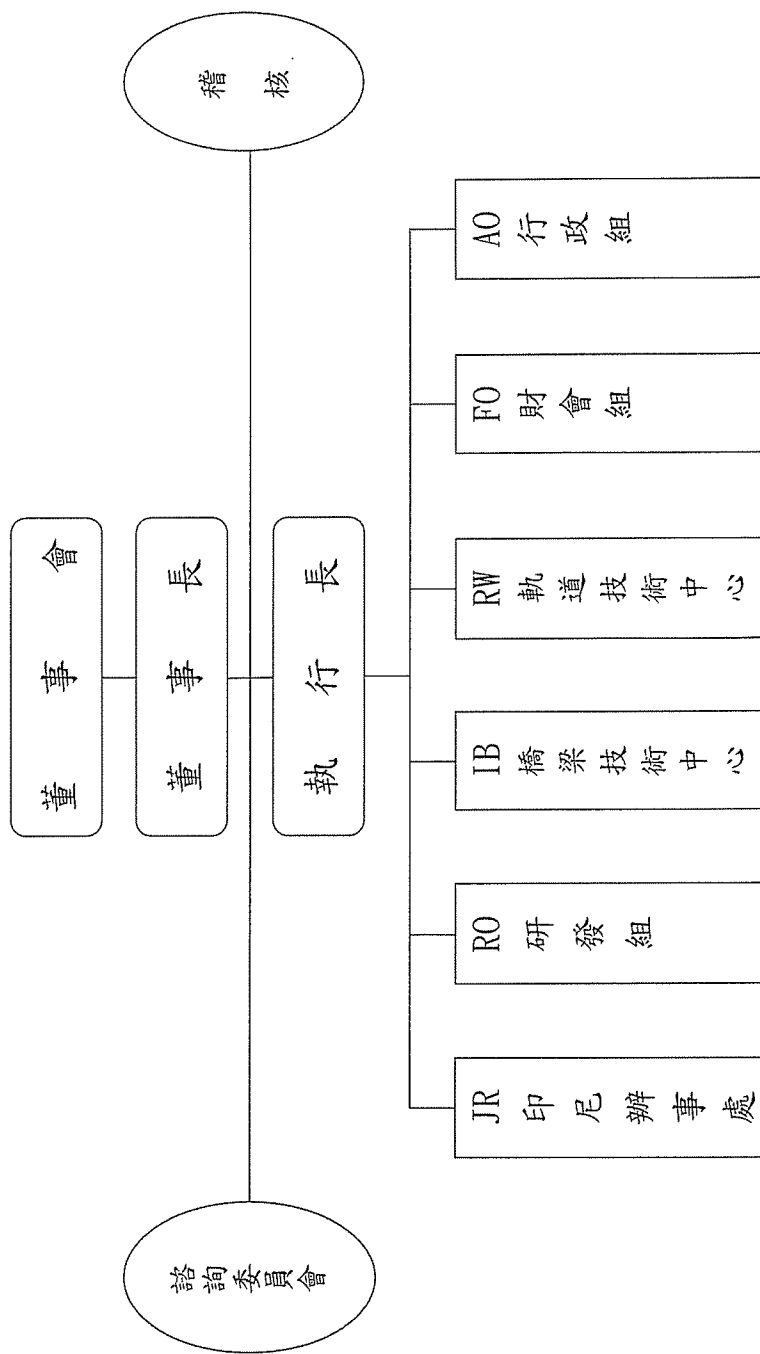 董事會
董事長
諮詢委員會
稽核
執行長
JR 印尼辦事處
RO 研發組
IB 橋梁技術中心
RW 軌道技術中心
FO 財會組
AO 行政組